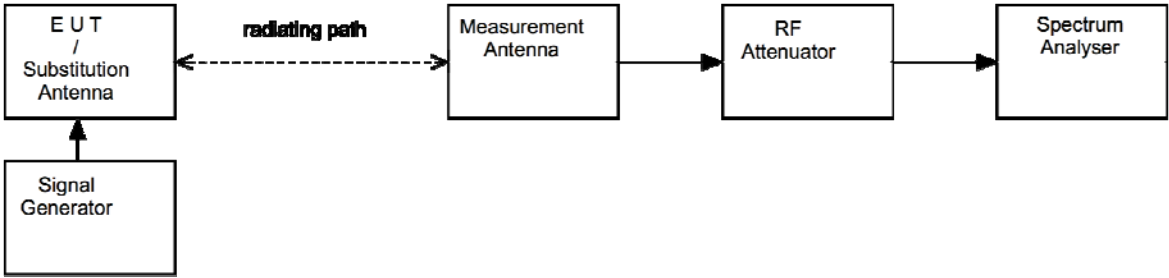 E U T
/
Substitution
Antenna
radiating path
Measurement
Antenna
RF
Attenuator
Spectrum
Analyser
Signal
Generator